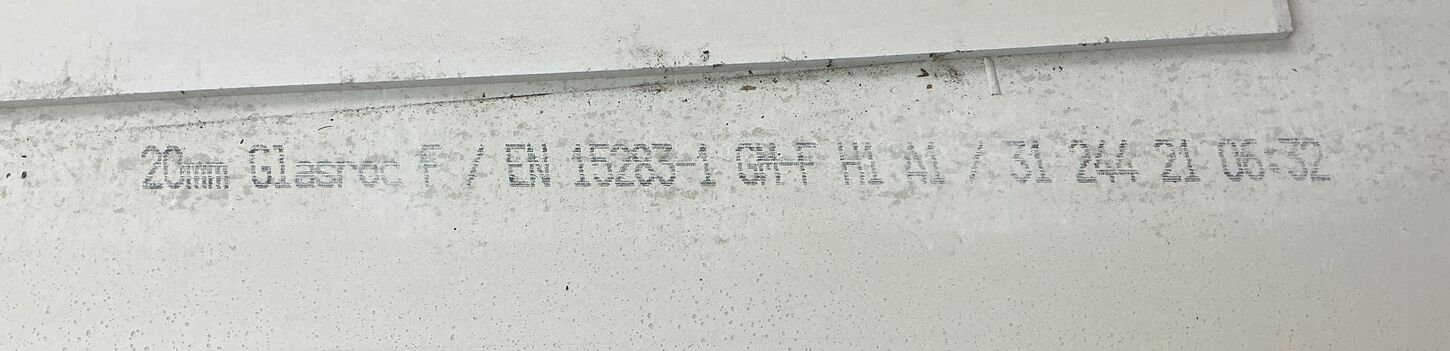 20mm Glasroc F / EN 15283-1 GM-F H1 A1 / 31 244 21 06:32